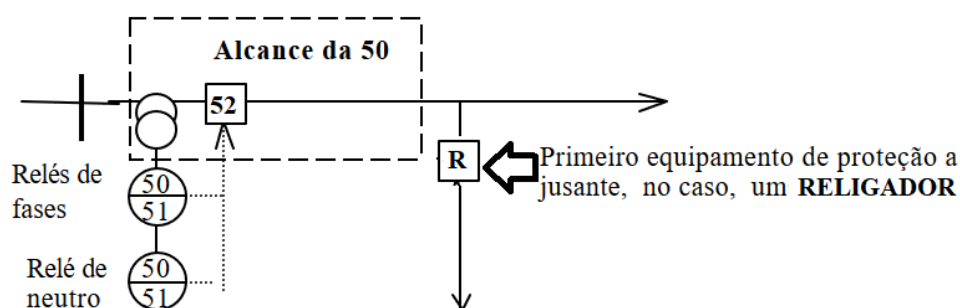 Alcance da 50
52
R
Primeiro equipamento de proteção a
jusante, no caso, um RELIGADOR
Relés de
fases
50
51
Relé de
neutro
50
51